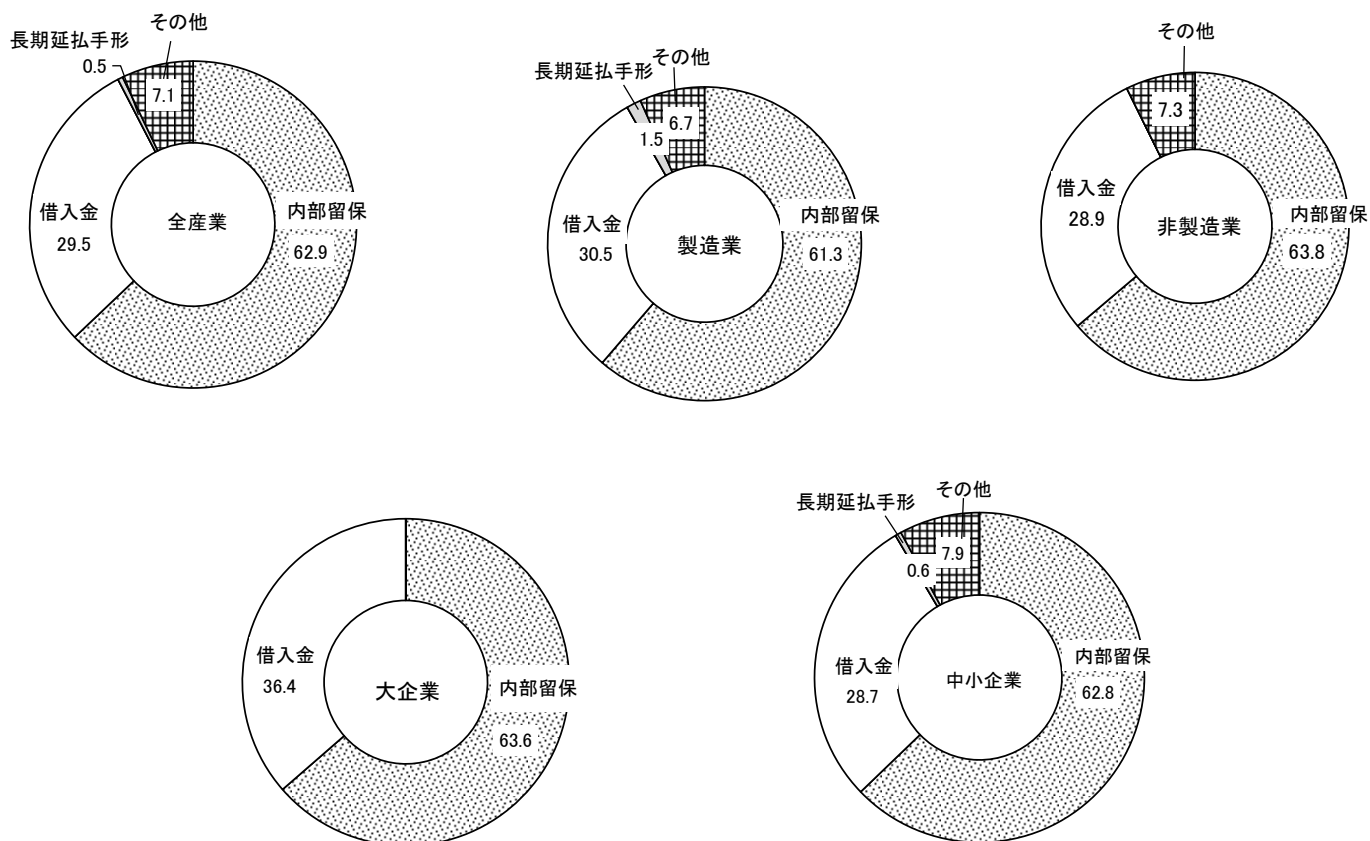 その他
長期延払手形
0.5
7.1
借入金
29.5
全産業
内部留保
62.9
その他
長期延払手形
1.5
6.7
借入金
30.5
製造業
内部留保
61.3
その他
7.3
借入金
28.9
非製造業
内部留保
63.8
借入金
36.4
大企業
内部留保
63.6
その他
長期延払手形
0.6
7.9
借入金
28.7
中小企業
内部留保
62.8